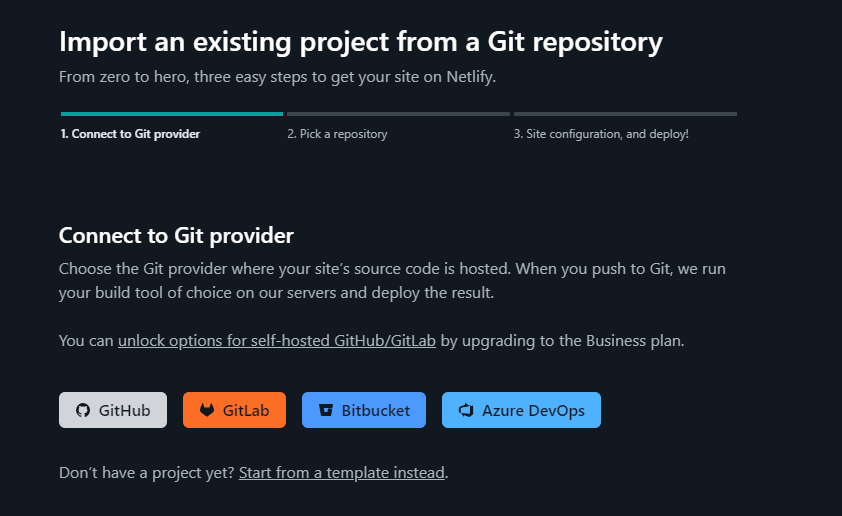 Import an existing project from a Git repository
From zero to hero, three easy steps to get your site on Netlify.
1. Connect to Git provider
2. Pick a repository
3. Site configuration, and deploy!
Connect to Git provider
Choose the Git provider where your site’s source code is hosted. When you push to Git, we run
your build tool of choice on our servers and deploy the result.
You can unlock options for self-hosted GitHub/GitLab by upgrading to the Business plan.
GitHub
GitLab
Bitbucket
Azure DevOps
Don’t have a project yet? Start from a template instead.